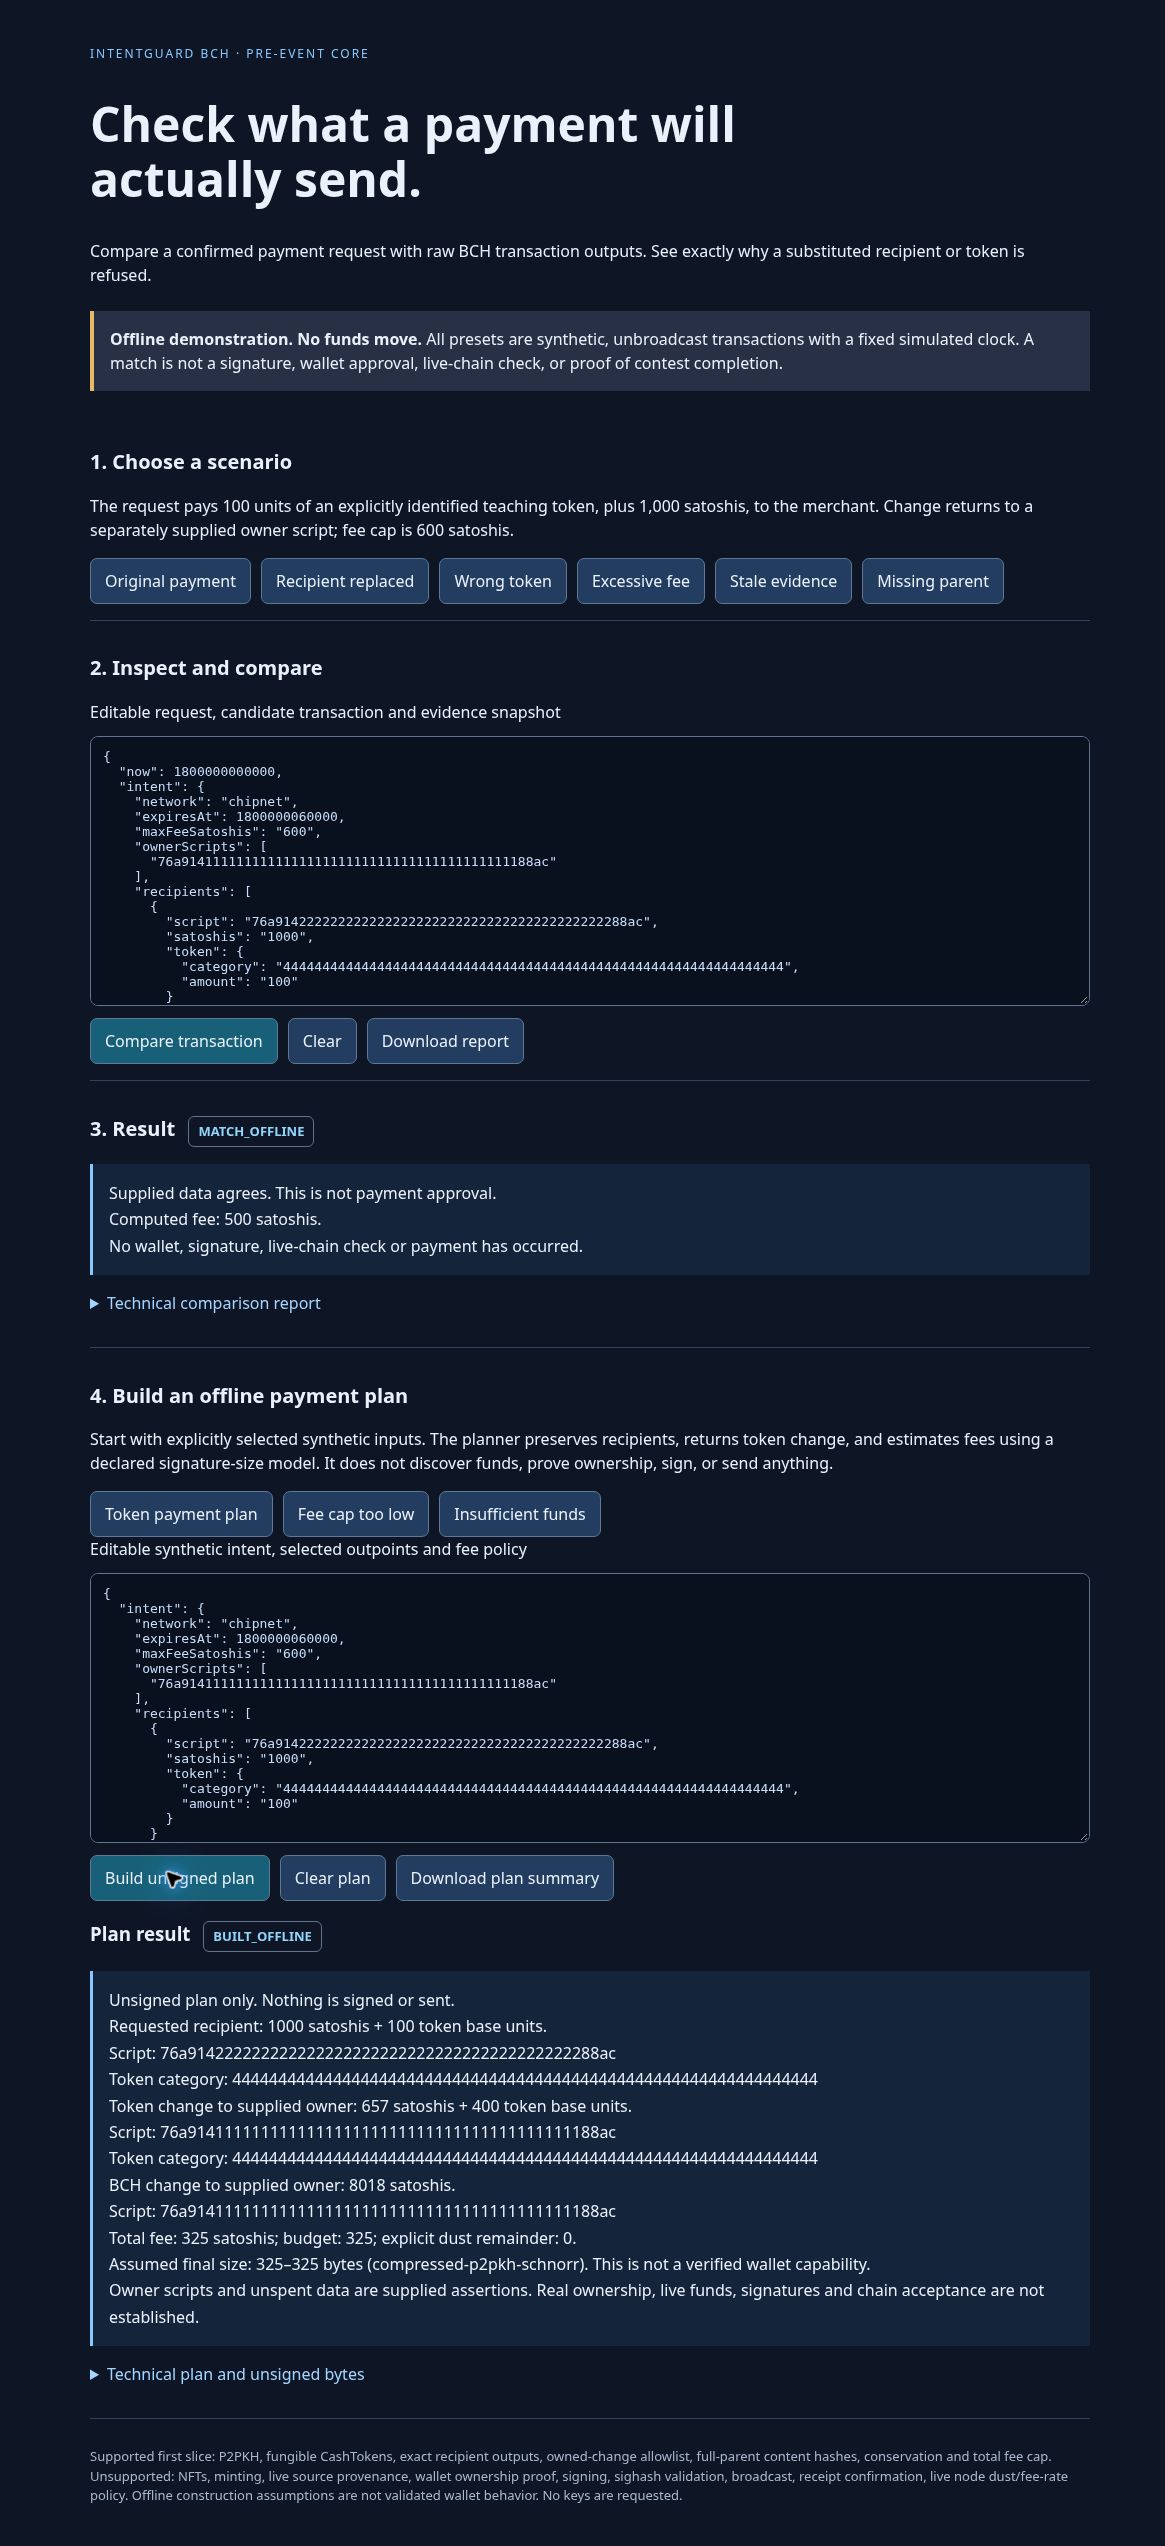 INTENTGUARD BCH · PRE-EVENT CORE
Check what a payment will
actually send.
Compare a confirmed payment request with raw BCH transaction outputs. See exactly why a substituted recipient or token is
refused.
Offline demonstration. No funds move. All presets are synthetic, unbroadcast transactions with a fixed simulated clock. A
match is not a signature, wallet approval, live-chain check, or proof of contest completion.
1. Choose a scenario
The request pays 100 units of an explicitly identified teaching token, plus 1,000 satoshis, to the merchant. Change returns to a
separately supplied owner script; fee cap is 600 satoshis.
Original payment Recipient replaced Wrong token Excessive fee Stale evidence Missing parent
2. Inspect and compare
Editable request, candidate transaction and evidence snapshot
{
"now": 1800000000000,
"intent": {
"network": "chipnet",
"expiresAt": 1800000060000,
"maxFeeSatoshis": "600",
"ownerScripts": [
"76a914111111111111111111111111111111111111111188ac"
],
"recipients": [
{
"script": "76a914222222222222222222222222222222222222222288ac",
"satoshis": "1000",
"token": {
"category": "4444444444444444444444444444444444444444444444444444444444444444",
"amount": "100"
}
Compare transaction Clear Download report
3. Result MATCH_OFFLINE
Supplied data agrees. This is not payment approval.
Computed fee: 500 satoshis.
No wallet, signature, live-chain check or payment has occurred.
Technical comparison report
4. Build an offline payment plan
Start with explicitly selected synthetic inputs. The planner preserves recipients, returns token change, and estimates fees using a
declared signature-size model. It does not discover funds, prove ownership, sign, or send anything.
Token payment plan Fee cap too low Insufficient funds
Editable synthetic intent, selected outpoints and fee policy
{
"intent": {
"network": "chipnet",
"expiresAt": 1800000060000,
"maxFeeSatoshis": "600",
"ownerScripts": [
"76a914111111111111111111111111111111111111111188ac"
],
"recipients": [
{
"script": "76a914222222222222222222222222222222222222222288ac",
"satoshis": "1000",
"token": {
"category": "4444444444444444444444444444444444444444444444444444444444444444",
"amount": "100"
}
}
Build unsigned plan Clear plan Download plan summary
Plan result BUILT_OFFLINE
Unsigned plan only. Nothing is signed or sent.
Requested recipient: 1000 satoshis + 100 token base units.
Script: 76a914222222222222222222222222222222222222222288ac
Token category: 4444444444444444444444444444444444444444444444444444444444444444
Token change to supplied owner: 657 satoshis + 400 token base units.
Script: 76a914111111111111111111111111111111111111111188ac
Token category: 4444444444444444444444444444444444444444444444444444444444444444
BCH change to supplied owner: 8018 satoshis.
Script: 76a914111111111111111111111111111111111111111188ac
Total fee: 325 satoshis; budget: 325; explicit dust remainder: 0.
Assumed final size: 325–325 bytes (compressed-p2pkh-schnorr). This is not a verified wallet capability.
Owner scripts and unspent data are supplied assertions. Real ownership, live funds, signatures and chain acceptance are not
established.
Technical plan and unsigned bytes
Supported first slice: P2PKH, fungible CashTokens, exact recipient outputs, owned-change allowlist, full-parent content hashes, conservation and total fee cap.
Unsupported: NFTs, minting, live source provenance, wallet ownership proof, signing, sighash validation, broadcast, receipt confirmation, live node dust/fee-rate
policy. Offline construction assumptions are not validated wallet behavior. No keys are requested.